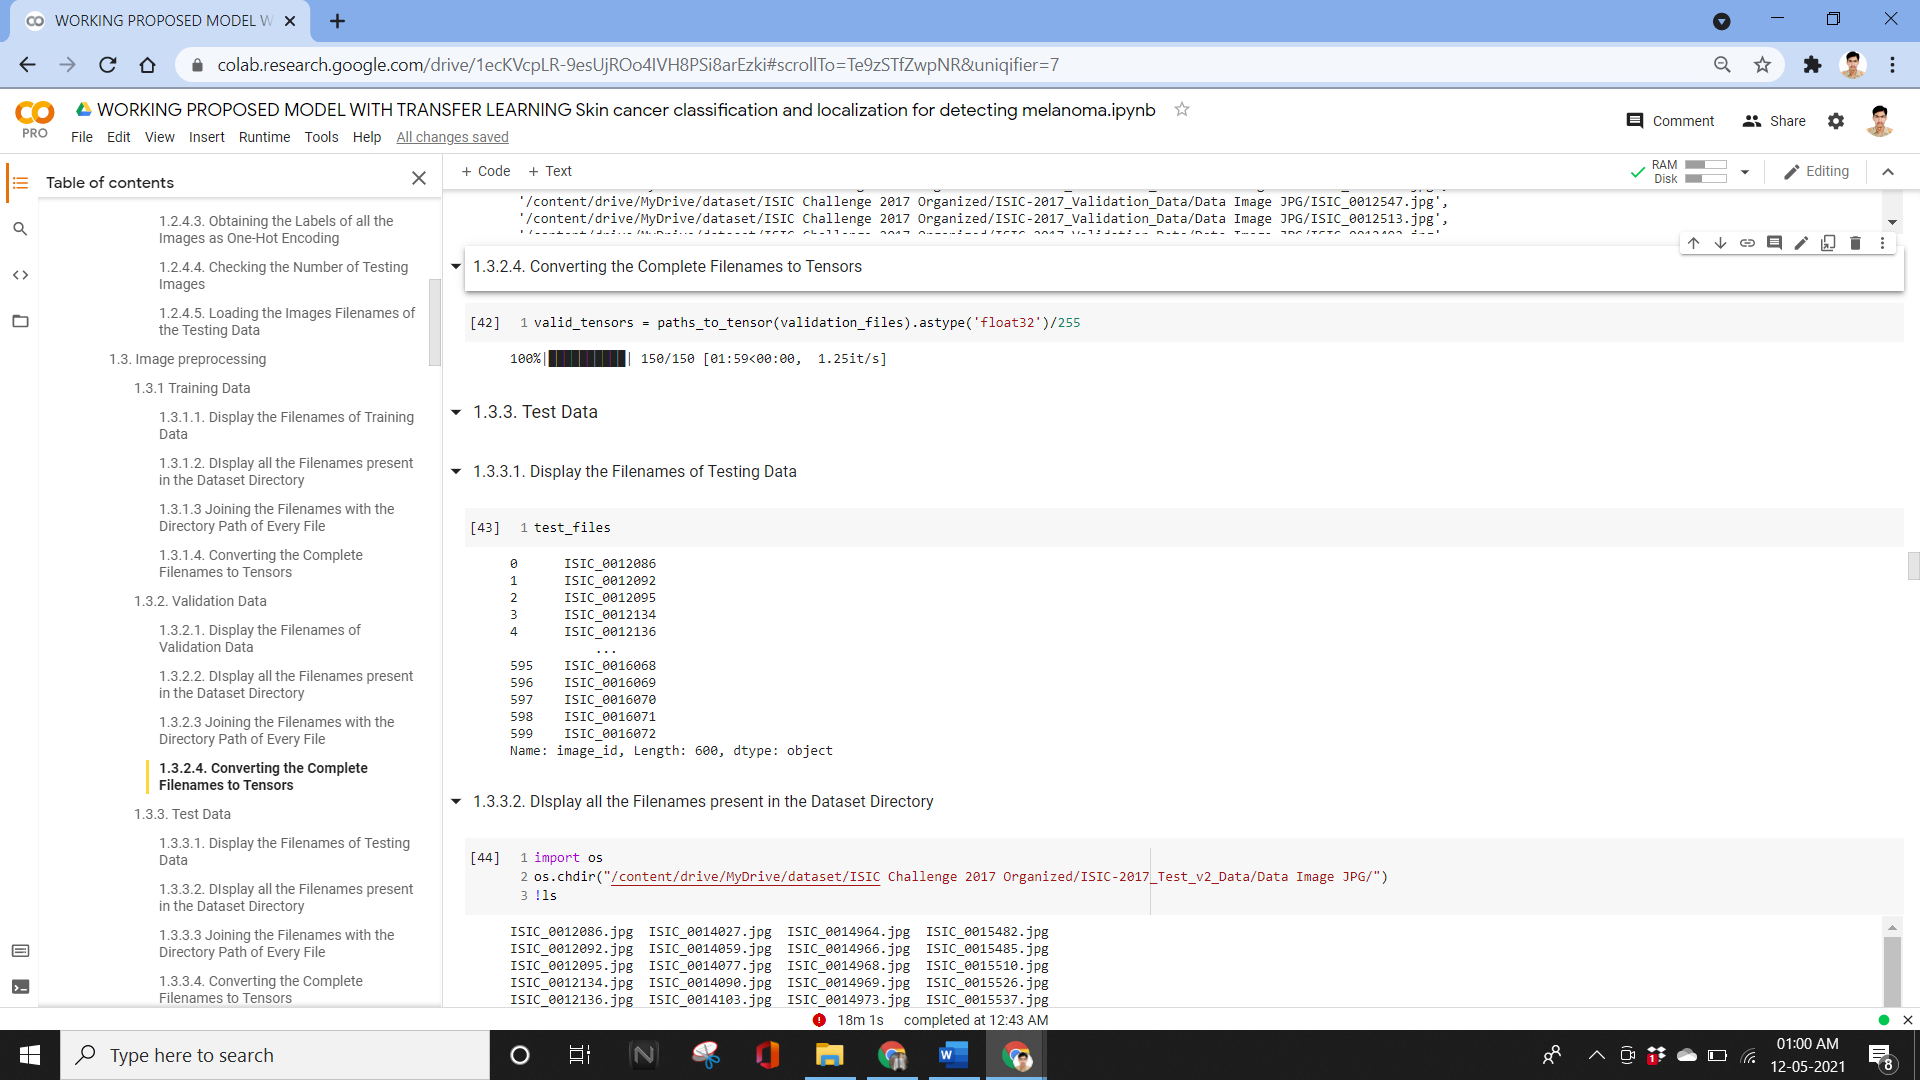 WORKING PROPOSED MODEL W
colab.research.google.com/drive/1ecKVcpLR-9esUjROo4IVH8PSi8arEzki#scrollTo=Te9zSTfZwpNR&uniqifier=7
CO
PRO
WORKING PROPOSED MODEL WITH TRANSFER LEARNING Skin cancer classification and localization for detecting melanoma.ipynb
File Edit View Insert Runtime Tools Help All changes saved
Comment
Share
Table of contents
1.2.4.3. Obtaining the Labels of all the
Images as One-Hot Encoding
1.2.4.4. Checking the Number of Testing
Images
1.2.4.5. Loading the Images Filenames of
the Testing Data
1.3. Image preprocessing
1.3.1 Training Data
1.3.1.1. Display the Filenames of Training
Data
1.3.1.2. DIsplay all the Filenames present
in the Dataset Directory
1.3.1.3 Joining the Filenames with the
Directory Path of Every File
1.3.1.4. Converting the Complete
Filenames to Tensors
1.3.2. Validation Data
1.3.2.1. Display the Filenames of
Validation Data
1.3.2.2. DIsplay all the Filenames present
in the Dataset Directory
1.3.2.3 Joining the Filenames with the
Directory Path of Every File
1.3.2.4. Converting the Complete
Filenames to Tensors
1.3.3. Test Data
1.3.3.1. Display the Filenames of Testing
Data
1.3.3.2. DIsplay all the Filenames present
in the Dataset Directory
1.3.3.3 Joining the Filenames with the
Directory Path of Every File
1.3.3.4. Converting the Complete
Filenames to Tensors
+ Code + Text
RAM
Disk
Editing
'/content/drive/MyDrive/dataset/ISIC Challenge 2017 Organized/ISIC-2017_Validation_Data/Data Image JPG/ISIC_0012547.jpg',
'/content/drive/MyDrive/dataset/ISIC Challenge 2017 Organized/ISIC-2017_Validation_Data/Data Image JPG/ISIC_0012513.jpg',
1.3.2.4. Converting the Complete Filenames to Tensors
[42] 1 valid_tensors = paths_to_tensor(validation_files).astype('float32')/255
100%|██████████| 150/150 [01:59<00:00, 1.25it/s]
1.3.3. Test Data
1.3.3.1. Display the Filenames of Testing Data
[43] 1 test_files
0 ISIC_0012086
1 ISIC_0012092
2 ISIC_0012095
3 ISIC_0012134
4 ISIC_0012136
...
595 ISIC_0016068
596 ISIC_0016069
597 ISIC_0016070
598 ISIC_0016071
599 ISIC_0016072
Name: image_id, Length: 600, dtype: object
1.3.3.2. DIsplay all the Filenames present in the Dataset Directory
[44] 1 import os
2 os.chdir("/content/drive/MyDrive/dataset/ISIC Challenge 2017 Organized/ISIC-2017_Test_v2_Data/Data Image JPG/")
3 !ls
ISIC_0012086.jpg ISIC_0014027.jpg ISIC_0014964.jpg ISIC_0015482.jpg
ISIC_0012092.jpg ISIC_0014059.jpg ISIC_0014966.jpg ISIC_0015485.jpg
ISIC_0012095.jpg ISIC_0014077.jpg ISIC_0014968.jpg ISIC_0015510.jpg
ISIC_0012134.jpg ISIC_0014090.jpg ISIC_0014969.jpg ISIC_0015526.jpg
ISIC_0012136.jpg ISIC_0014103.jpg ISIC_0014973.jpg ISIC_0015537.jpg
18m 1s completed at 12:43 AM
Type here to search
01:00 AM
12-05-2021
8